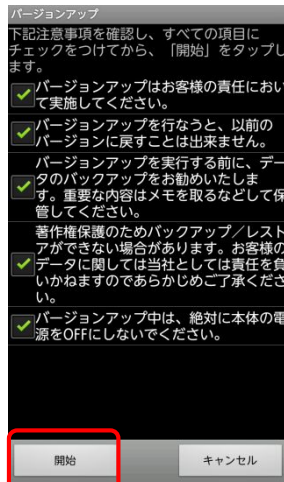 バージョンアップ
下記注意事項を確認し、すべての項目に
チェックをつけてから、「開始」をタップし
ます。
バージョンアップはお客様の責任におい
て実施してください。
バージョンアップを行なうと、以前の
バージョンに戻すことは出来ません。
バージョンアップを実行する前に、デー
タのバックアップをお勧めいたしま
す。重要な内容はメモを取るなどして保
管してください。
著作権保護のためバックアップ／レスト
アができない場合があります。お客様の
データに関しては当社としては責任を負
いかねますのであらかじめご了承くださ
い。
バージョンアップ中は、絶対に本体の電
源をOFFにしないでください。
開始
キャンセル